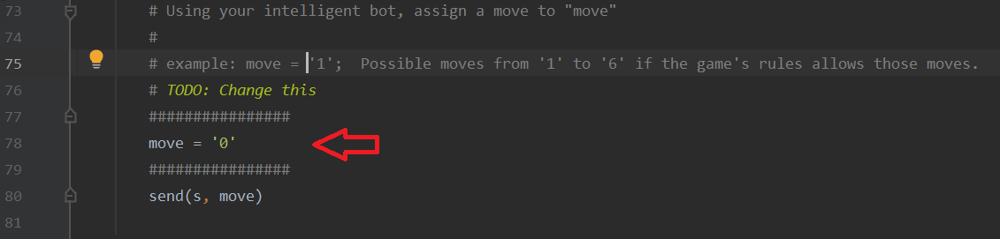 73 # Using your intelligent bot, assign a move to "move"
74 #
75 # example: move = '1';  Possible moves from '1' to '6' if the game's rules allows those moves.
76 # TODO: Change this
77 ################
78 move = '0'
79 ################
80 send(s, move)
81